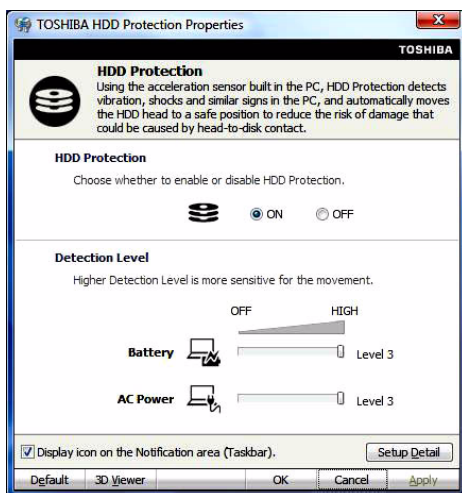 TOSHIBA HDD Protection Properties
TOSHIBA
HDD Protection
Using the acceleration sensor built in the PC, HDD Protection detects
vibration, shocks and similar signs in the PC, and automatically moves
the HDD head to a safe position to reduce the risk of damage that
could be caused by head-to-disk contact.
HDD Protection
Choose whether to enable or disable HDD Protection.
ON OFF
Detection Level
Higher Detection Level is more sensitive for the movement.
OFF HIGH
Battery Level 3
AC Power Level 3
Display icon on the Notification area (Taskbar). Setup Detail
Default 3D Viewer OK Cancel Apply